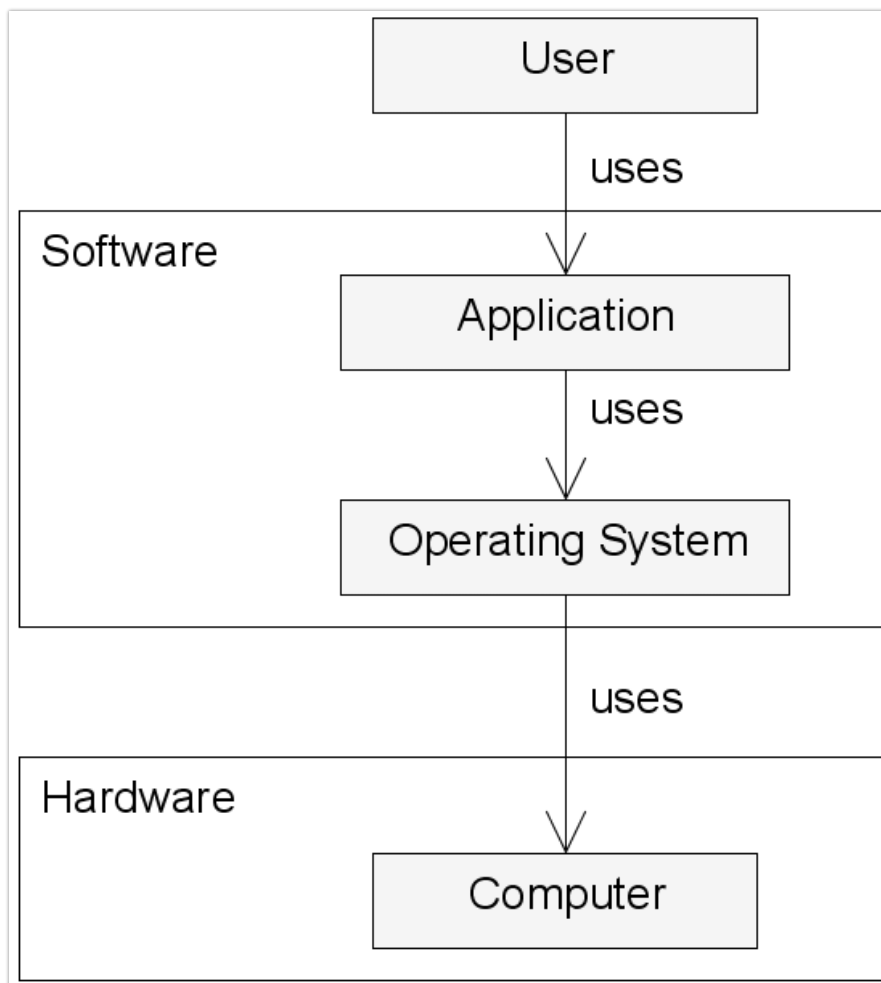 User
uses
Software
Application
uses
Operating System
uses
Hardware
Computer